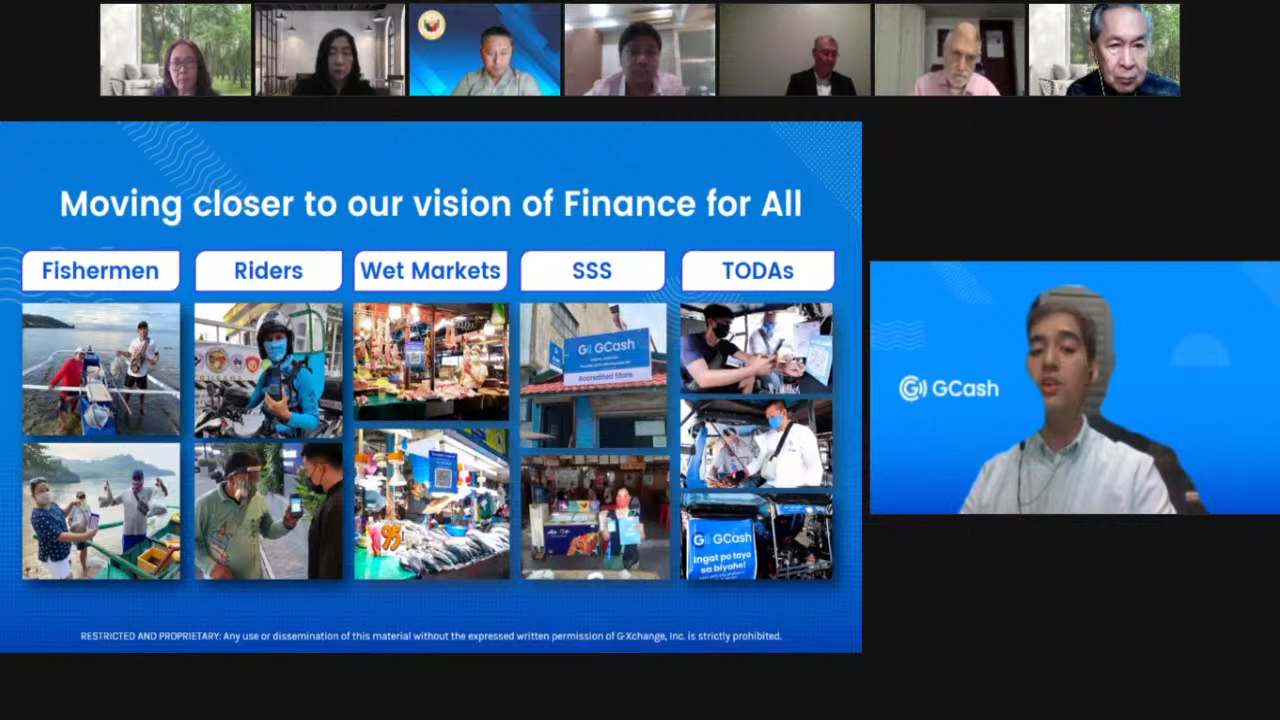 Moving closer to our vision of Finance for All
Fishermen
Riders
Wet Markets
SSS
TODAs
GCash
Accredited Store
95
GCash
Ingat po tayo
sa biyahe!
RESTRICTED AND PROPRIETARY: Any use or dissemination of this material without the expressed written permission of G-Xchange, Inc. is strictly prohibited.
GCash